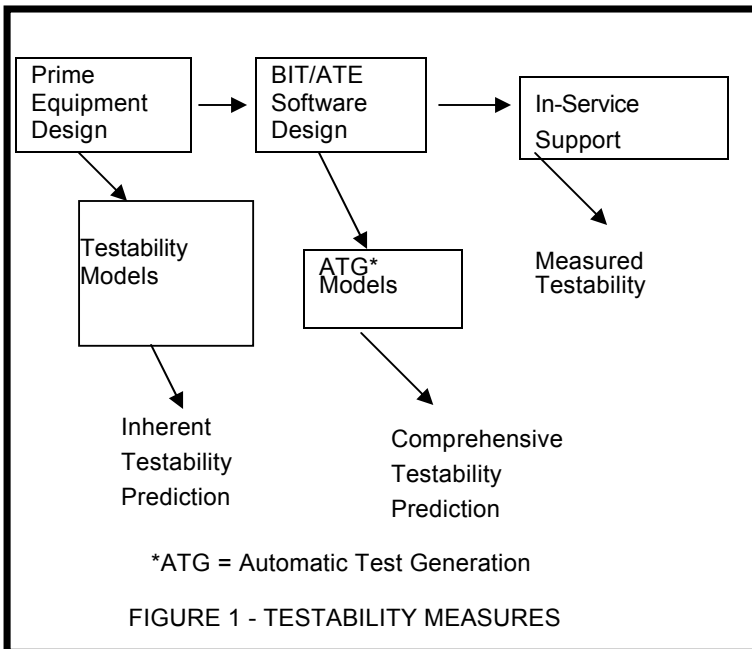 Prime
Equipment
Design
BIT/ATE
Software
Design
In-Service
Support
Testability
Models
ATG*
Models
Measured
Testability
Inherent
Testability
Prediction
Comprehensive
Testability
Prediction
*ATG = Automatic Test Generation
FIGURE 1 - TESTABILITY MEASURES